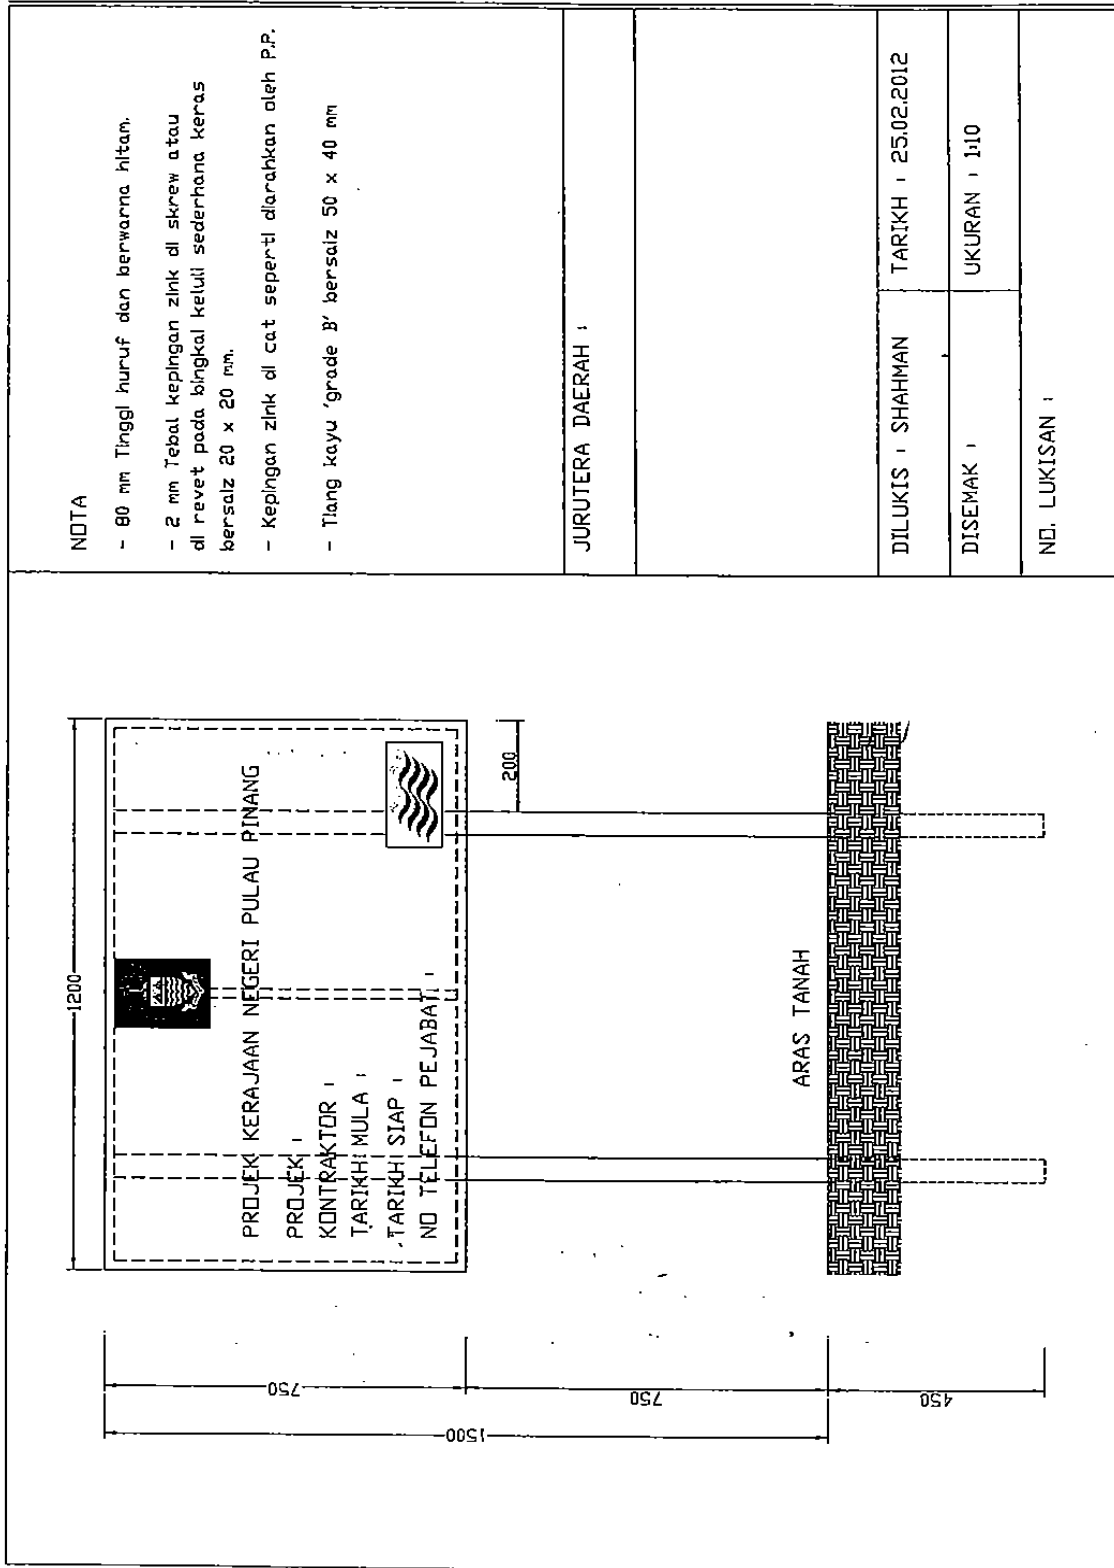 1200
PROJEK KERAJAAN NEGERI PULAU PINANG
PROJEK :
KONTRAKTOR :
TARIKH MULA :
TARIKH SIAP :
NO TELEFON PEJABAT :
200
750
1500
750
450
ARAS TANAH
NOTA
- 80 mm Tinggi huruf dan berwarna hitam.
- 2 mm Tebal kepingan zink di skrew atau
di revet pada bingkai keluli sederhana keras
bersaiz 20 x 20 mm.
- Kepingan zink di cat seperti diarahkan oleh P.P.
- Tiang kayu 'grade B' bersaiz 50 x 40 mm
JURUTERA DAERAH :
DILUKIS : SHAHMAN
TARIKH : 25.02.2012
DISEMAK :
UKURAN : 1:10
NO. LUKISAN :